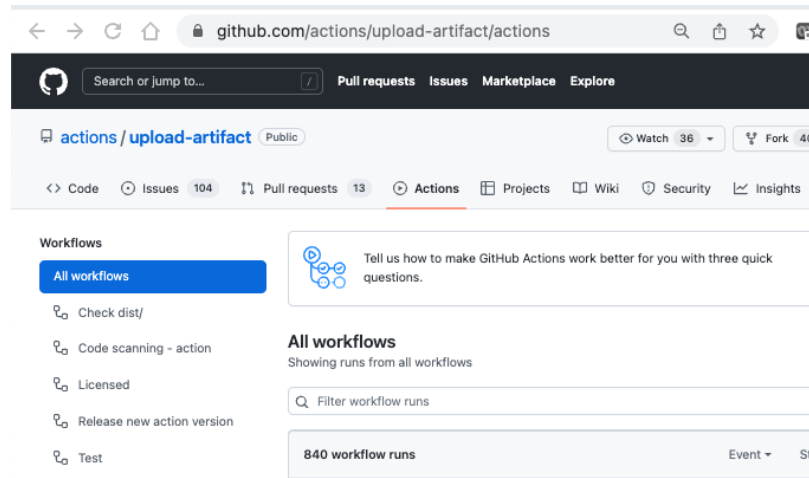 github.com/actions/upload-artifact/actions
Search or jump to... / Pull requests Issues Marketplace Explore
actions / upload-artifact Public Watch 36 Fork
Code Issues 104 Pull requests 13 Actions Projects Wiki Security Insights
Workflows
All workflows
Check dist/
Code scanning - action
Licensed
Release new action version
Test
Tell us how to make GitHub Actions work better for you with three quick
questions.
All workflows
Showing runs from all workflows
Filter workflow runs
840 workflow runs Event